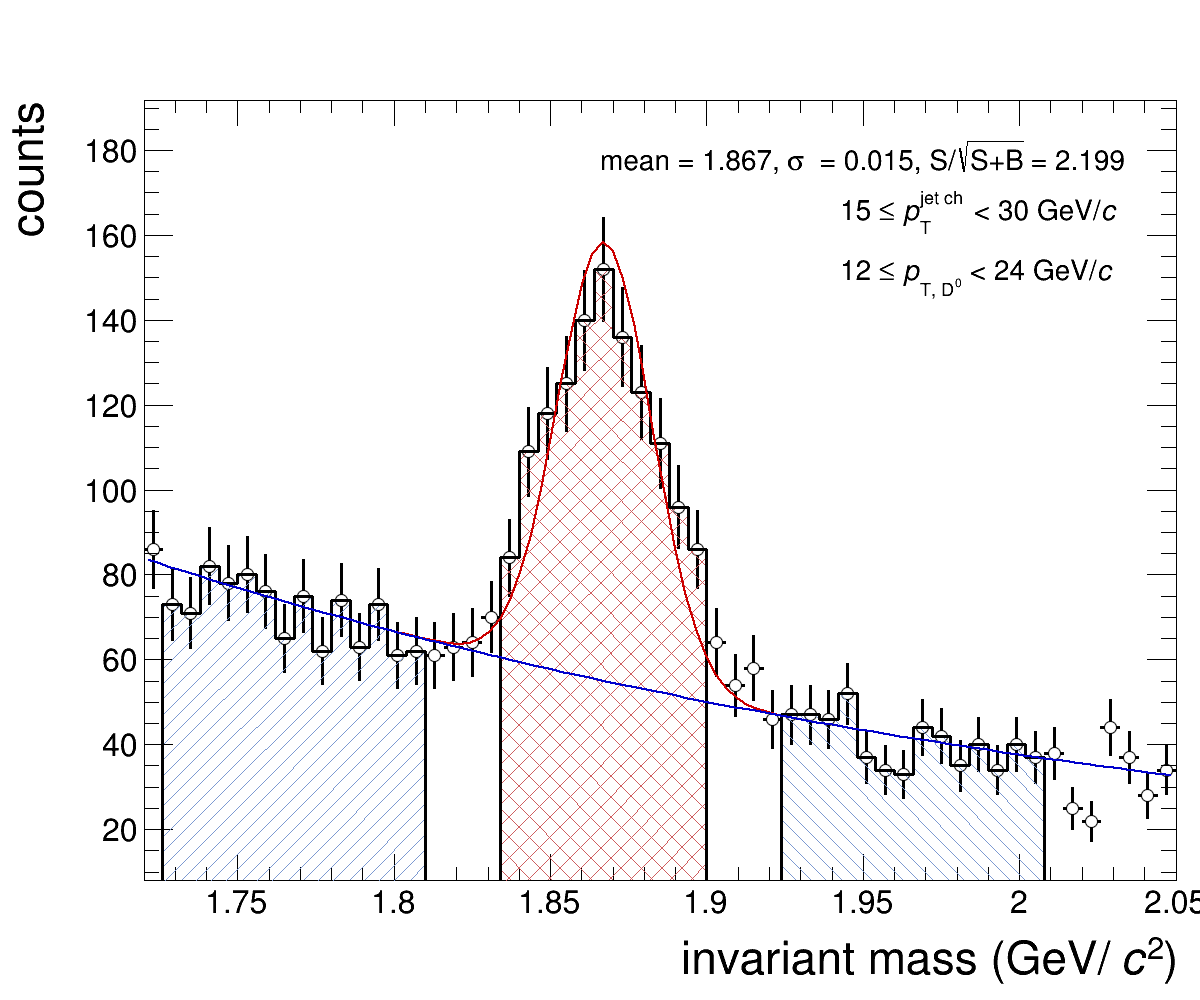 counts
180
160
140
120
100
80
60
40
20
mean = 1.867, σ = 0.015, S/√S+B = 2.199
15 ≤ p_T^jet ch < 30 GeV/c
12 ≤ p_T, D⁰ < 24 GeV/c
1.75 1.8 1.85 1.9 1.95 2 2.05
invariant mass (GeV/ c²)